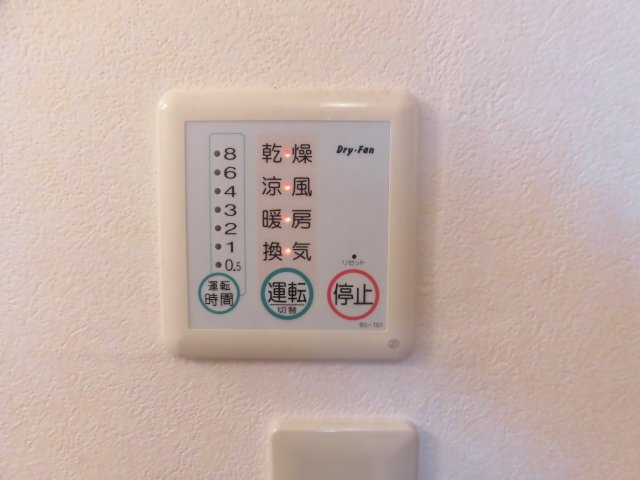 Dry-Fan
8
6
4
3
2
1
0.5
運転
時間
乾燥
涼風
暖房
換気
運転
切替
リセット
停止
BS-101